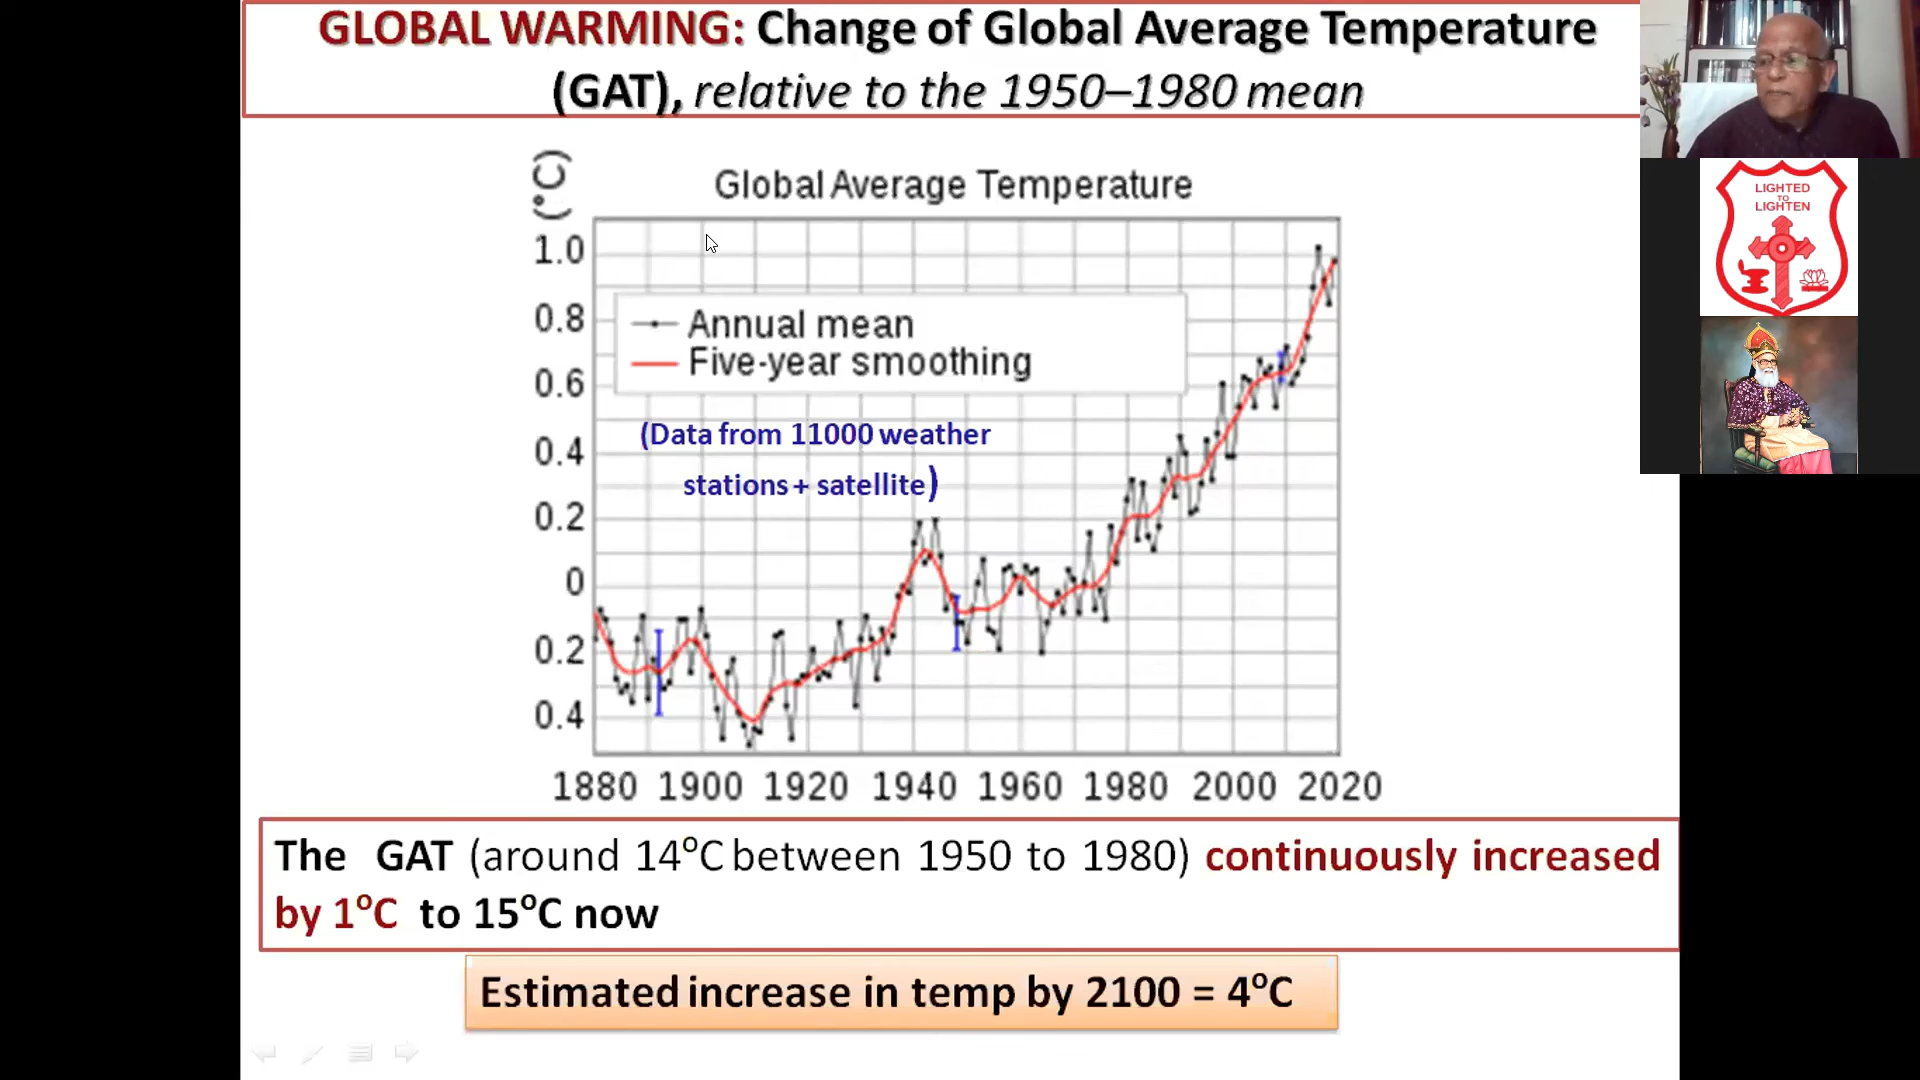 GLOBAL WARMING: Change of Global Average Temperature
(GAT), relative to the 1950–1980 mean
(°C)
Global Average Temperature
1.0
0.8
0.6
0.4
0.2
0
0.2
0.4
Annual mean
Five-year smoothing
(Data from 11000 weather
stations + satellite)
1880 1900 1920 1940 1960 1980 2000 2020
The GAT (around 14°C between 1950 to 1980) continuously increased
by 1°C to 15°C now
Estimated increase in temp by 2100 = 4°C
LIGHTED
TO
LIGHTEN